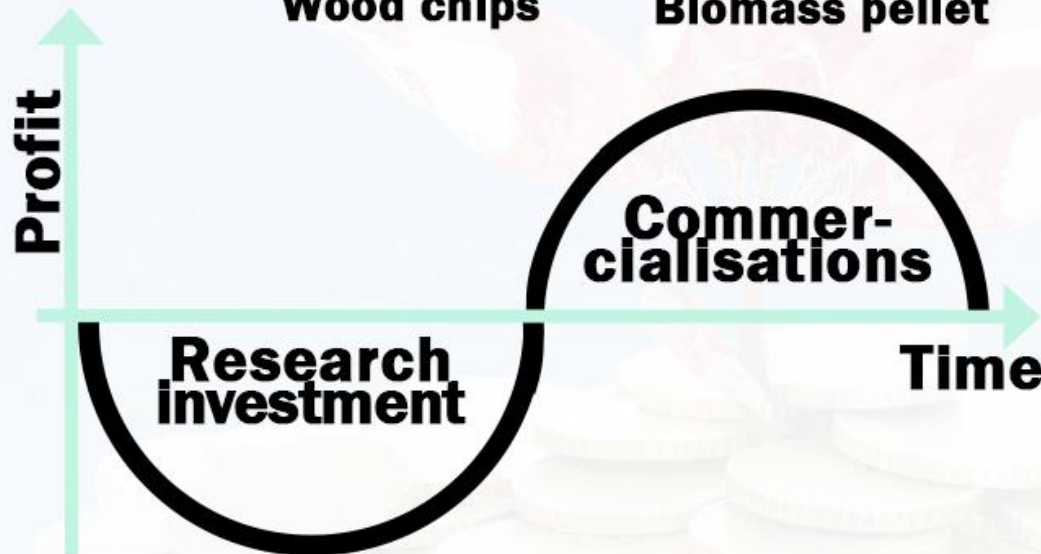 Wood chips
Biomass pellet
Profit
Commer-
cialisations
Research
investment
Time